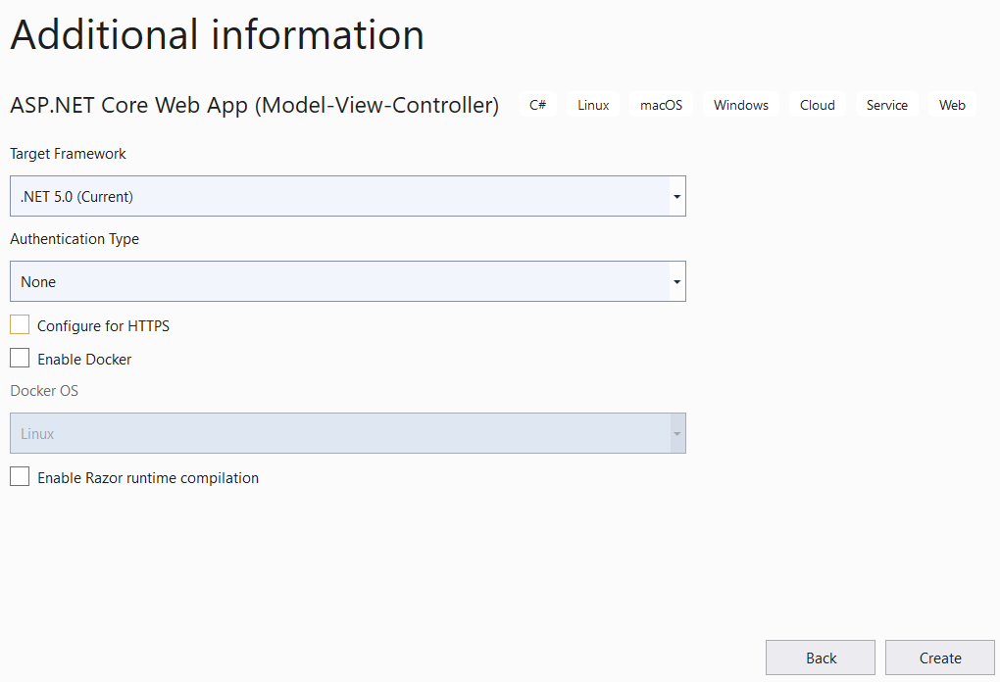 Additional information
ASP.NET Core Web App (Model-View-Controller) C# Linux macOS Windows Cloud Service Web
Target Framework
.NET 5.0 (Current)
Authentication Type
None
Configure for HTTPS
Enable Docker
Docker OS
Linux
Enable Razor runtime compilation
Back Create